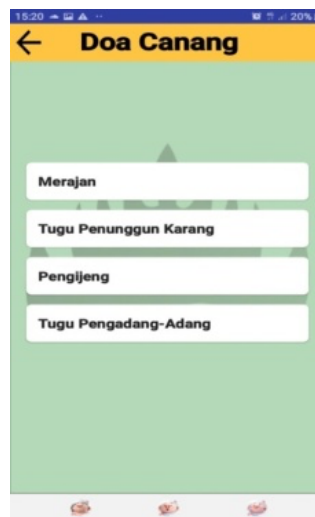 15:20
20%
Doa Canang
Merajan
Tugu Penunggun Karang
Pengijeng
Tugu Pengadang-Adang